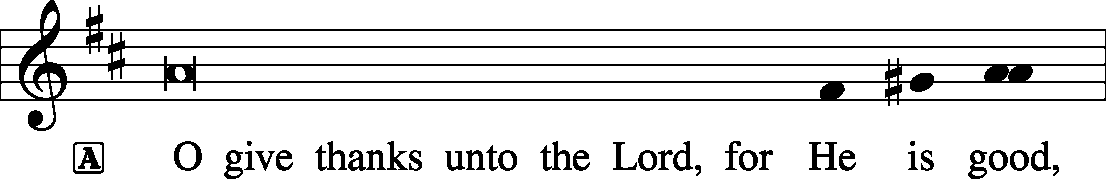 A O give thanks unto the Lord, for He is good,